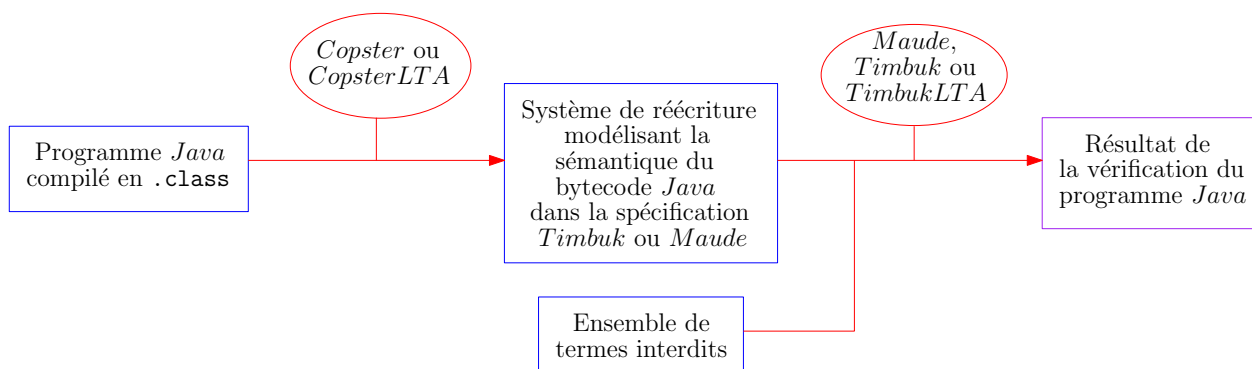 Copster ou
CopsterLTA
Maude,
Timbuk ou
TimbukLTA
Programme Java
compilé en .class
Système de réécriture
modélisant la
sémantique du
bytecode Java
dans la spécification
Timbuk ou Maude
Résultat de
la vérification du
programme Java
Ensemble de
termes interdits